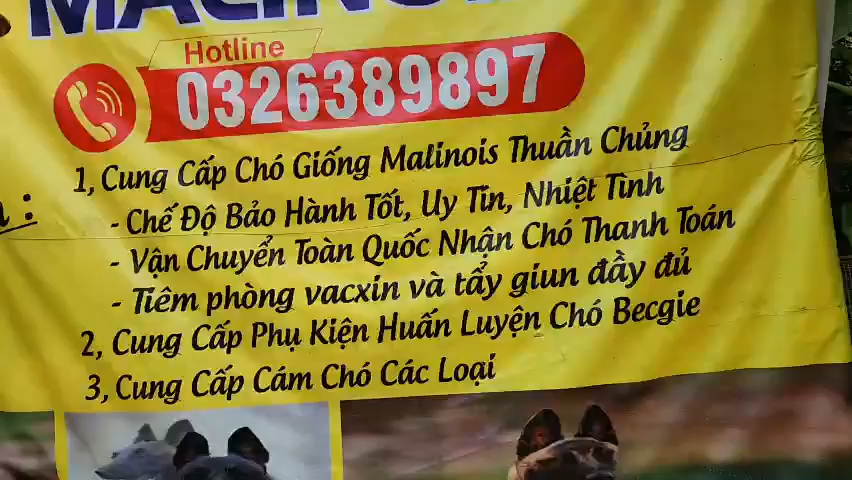 MALINOIS
Hotline
0326389897
1, Cung Cấp Chó Giống Malinois Thuần Chủng
- Chế Độ Bảo Hành Tốt, Uy Tín, Nhiệt Tình
- Vận Chuyển Toàn Quốc Nhận Chó Thanh Toán
- Tiêm phòng vacxin và tẩy giun đầy đủ
2, Cung Cấp Phụ Kiện Huấn Luyện Chó Becgie
3, Cung Cấp Cám Chó Các Loại